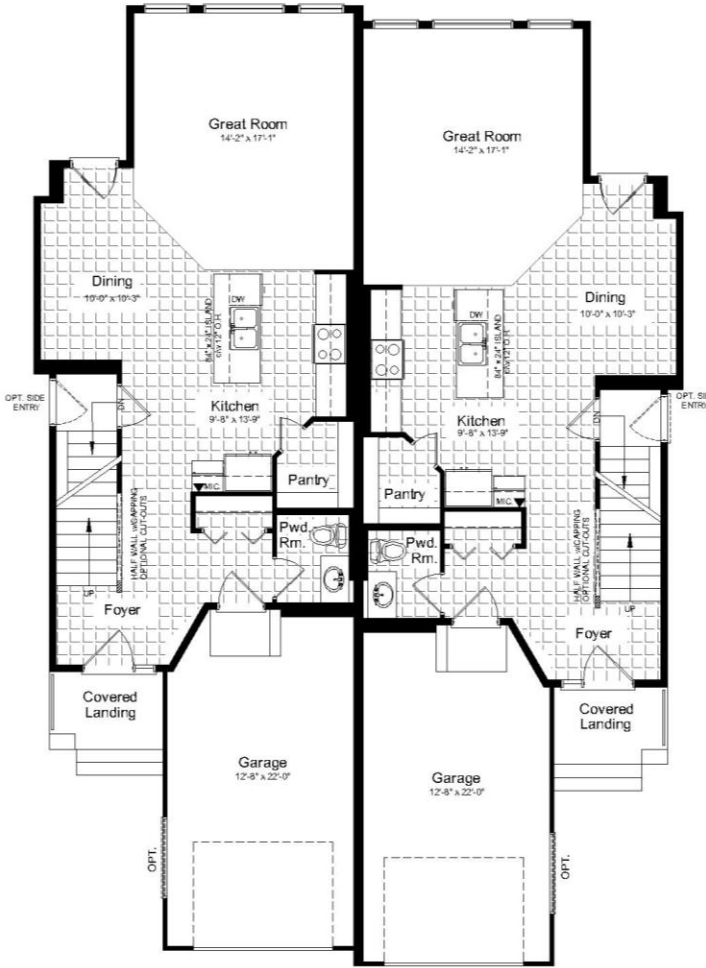 Great Room
14'-2" x 17'-1"
Dining
10'-0" x 10'-3"
DW
84" x 24" ISLAND
c/w 12" O.H.
OPT. SIDE
ENTRY
DN
Kitchen
9'-8" x 13'-9"
MIC.
Pantry
HALF WALL w/CAPPING
OPTIONAL CUT-OUTS
Pwd.
Rm.
UP
Foyer
Covered
Landing
Garage
12'-8" x 22'-0"
OPT.
Great Room
14'-2" x 17'-1"
Dining
10'-0" x 10'-3"
DW
84" x 24" ISLAND
c/w 12" O.H.
OPT. SI
ENTR
DN
Kitchen
9'-8" x 13'-9"
MIC.
Pantry
HALF WALL w/CAPPING
OPTIONAL CUT-OUTS
Pwd.
Rm.
UP
Foyer
Covered
Landing
Garage
12'-8" x 22'-0"
OPT.